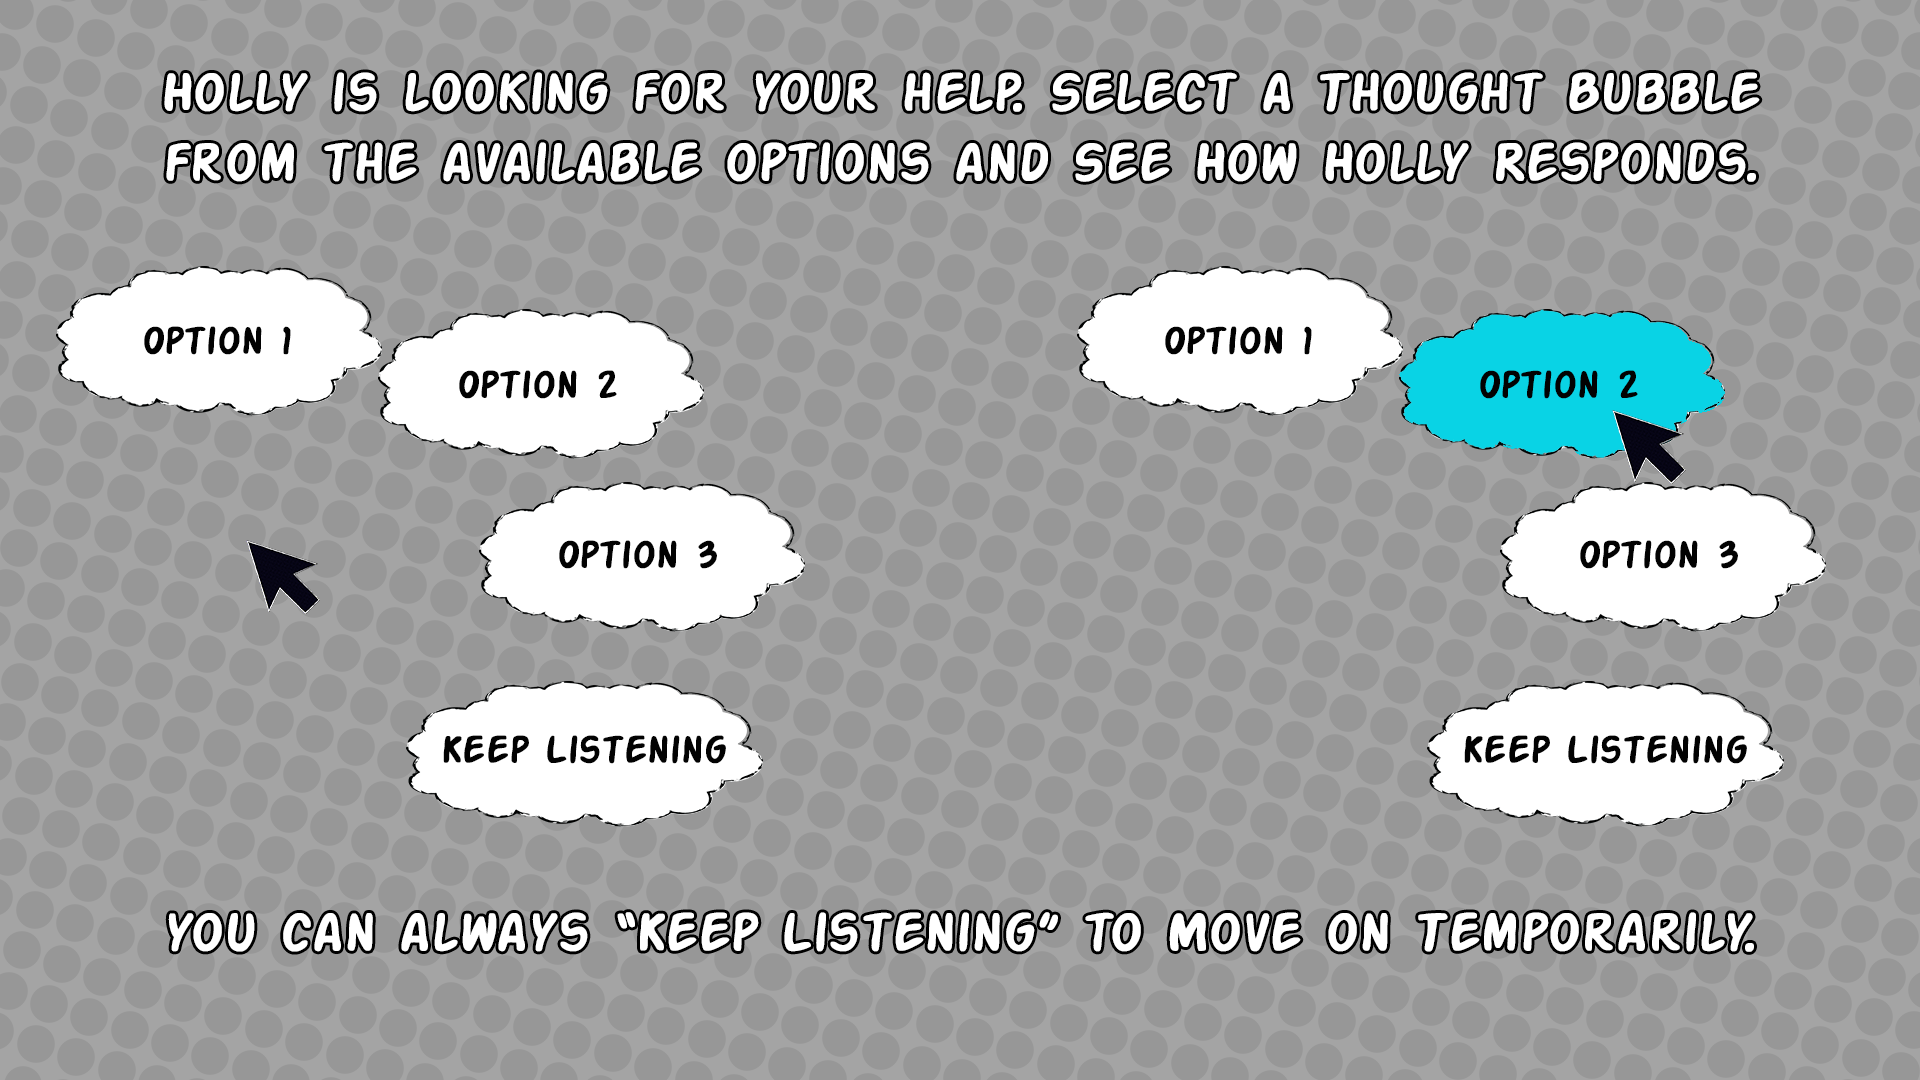 HOLLY IS LOOKING FOR YOUR HELP. SELECT A THOUGHT BUBBLE
FROM THE AVAILABLE OPTIONS AND SEE HOW HOLLY RESPONDS.
OPTION 1
OPTION 2
OPTION 3
KEEP LISTENING
OPTION 1
OPTION 2
OPTION 3
KEEP LISTENING
YOU CAN ALWAYS “KEEP LISTENING” TO MOVE ON TEMPORARILY.